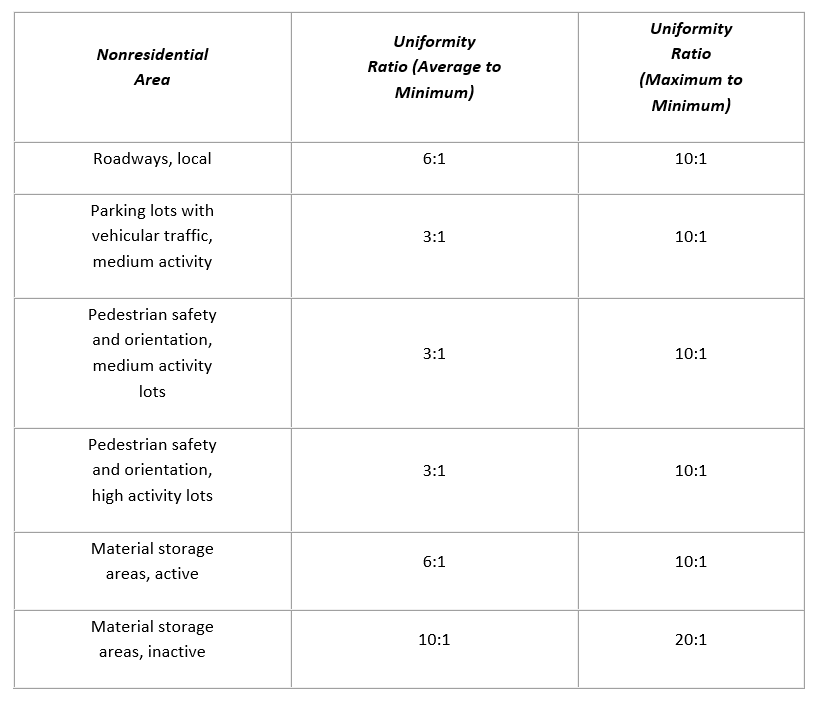 Nonresidential
Area
Uniformity
Ratio (Average to
Minimum)
Uniformity
Ratio
(Maximum to
Minimum)
Roadways, local
6:1
10:1
Parking lots with
vehicular traffic,
medium activity
3:1
10:1
Pedestrian safety
and orientation,
medium activity
lots
3:1
10:1
Pedestrian safety
and orientation,
high activity lots
3:1
10:1
Material storage
areas, active
6:1
10:1
Material storage
areas, inactive
10:1
20:1